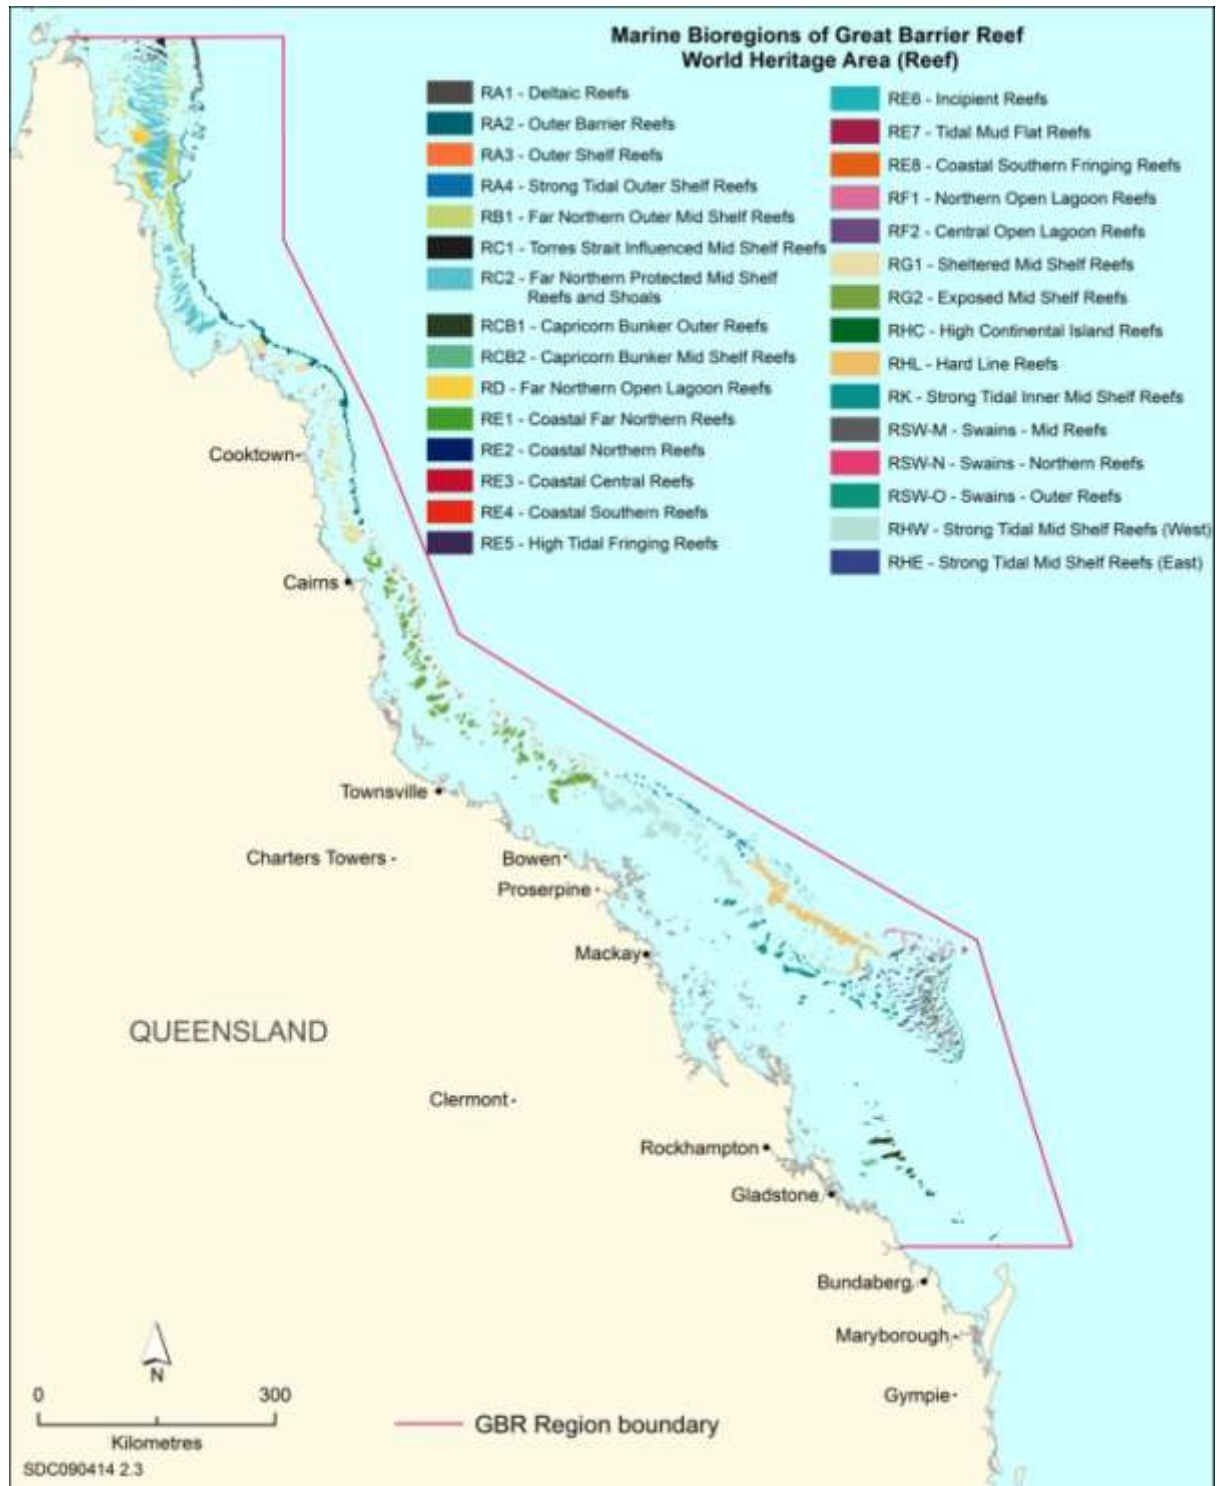 Marine Bioregions of Great Barrier Reef
World Heritage Area (Reef)
RA1 - Deltaic Reefs
RA2 - Outer Barrier Reefs
RA3 - Outer Shelf Reefs
RA4 - Strong Tidal Outer Shelf Reefs
RB1 - Far Northern Outer Mid Shelf Reefs
RC1 - Torres Strait Influenced Mid Shelf Reefs
RC2 - Far Northern Protected Mid Shelf
Reefs and Shoals
RCB1 - Capricorn Bunker Outer Reefs
RCB2 - Capricorn Bunker Mid Shelf Reefs
RD - Far Northern Open Lagoon Reefs
RE1 - Coastal Far Northern Reefs
RE2 - Coastal Northern Reefs
RE3 - Coastal Central Reefs
RE4 - Coastal Southern Reefs
RE5 - High Tidal Fringing Reefs
RE6 - Incipient Reefs
RE7 - Tidal Mud Flat Reefs
RE8 - Coastal Southern Fringing Reefs
RF1 - Northern Open Lagoon Reefs
RF2 - Central Open Lagoon Reefs
RG1 - Sheltered Mid Shelf Reefs
RG2 - Exposed Mid Shelf Reefs
RHC - High Continental Island Reefs
RHL - Hard Line Reefs
RK - Strong Tidal Inner Mid Shelf Reefs
RSW-M - Swains - Mid Reefs
RSW-N - Swains - Northern Reefs
RSW-O - Swains - Outer Reefs
RHW - Strong Tidal Mid Shelf Reefs (West)
RHE - Strong Tidal Mid Shelf Reefs (East)
Cooktown
Cairns
Townsville
Charters Towers
Bowen
Proserpine
Mackay
QUEENSLAND
Clermont
Rockhampton
Gladstone
Bundaberg
Maryborough
Gympie
N
0 300
Kilometres
GBR Region boundary
SDC090414 2.3